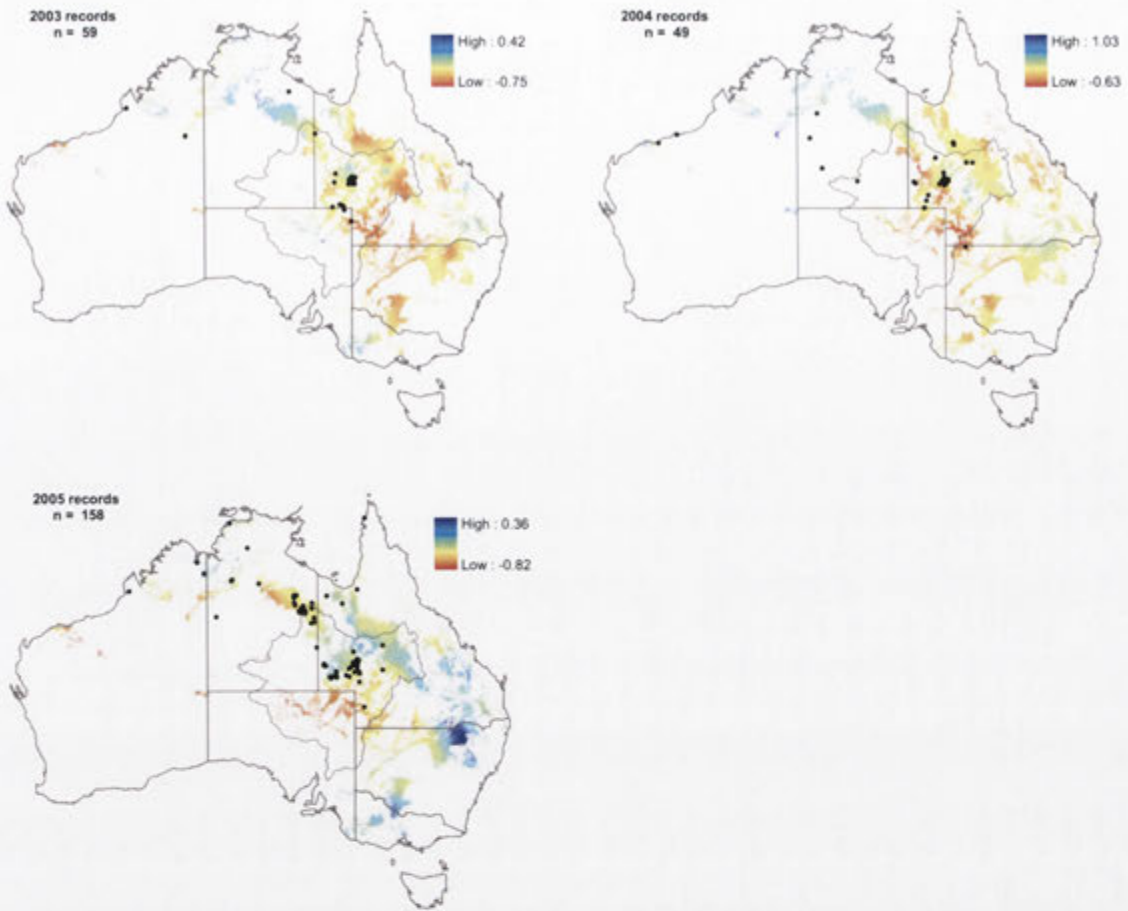 2003 records
n = 59
High : 0.42
Low : -0.75
2004 records
n = 49
High : 1.03
Low : -0.63
2005 records
n = 158
High : 0.36
Low : -0.82